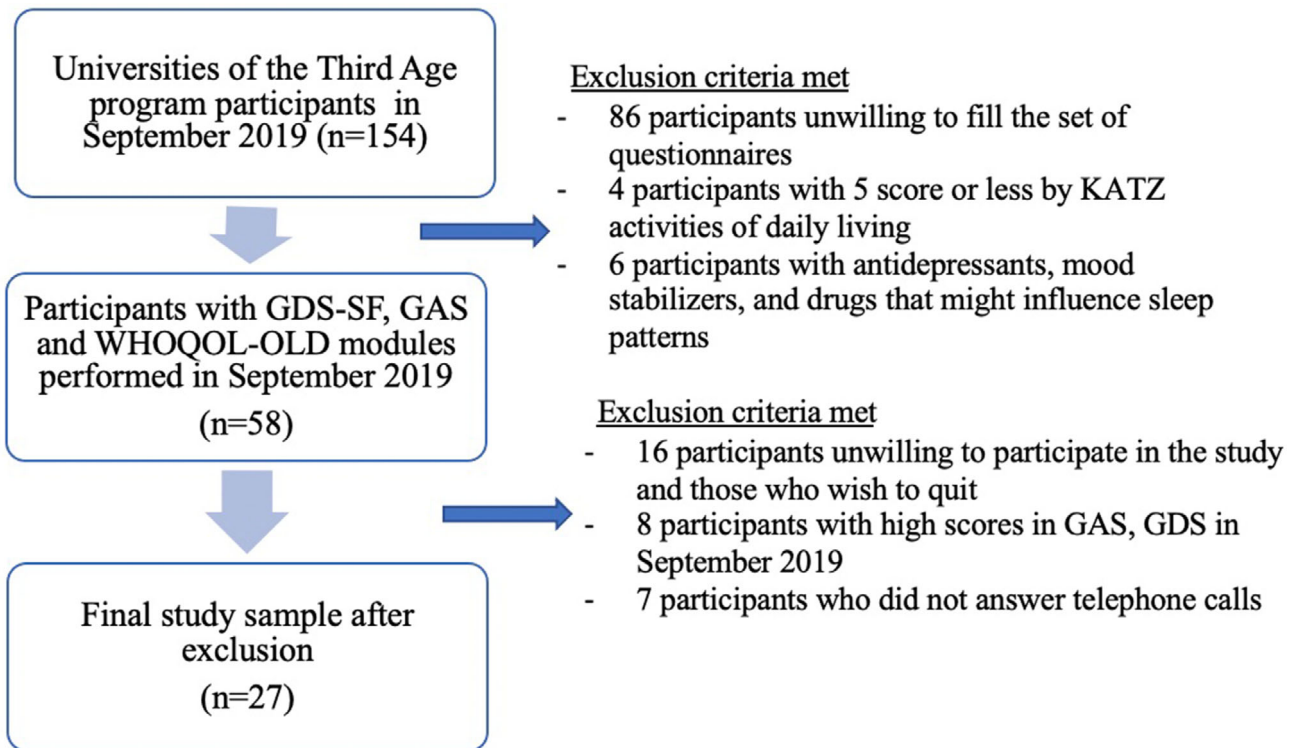 Universities of the Third Age
program participants in
September 2019 (n=154)
Exclusion criteria met
- 86 participants unwilling to fill the set of
questionnaires
- 4 participants with 5 score or less by KATZ
activities of daily living
- 6 participants with antidepressants, mood
stabilizers, and drugs that might influence sleep
patterns
Participants with GDS-SF, GAS
and WHOQOL-OLD modules
performed in September 2019
(n=58)
Exclusion criteria met
- 16 participants unwilling to participate in the study
and those who wish to quit
- 8 participants with high scores in GAS, GDS in
September 2019
- 7 participants who did not answer telephone calls
Final study sample after
exclusion
(n=27)